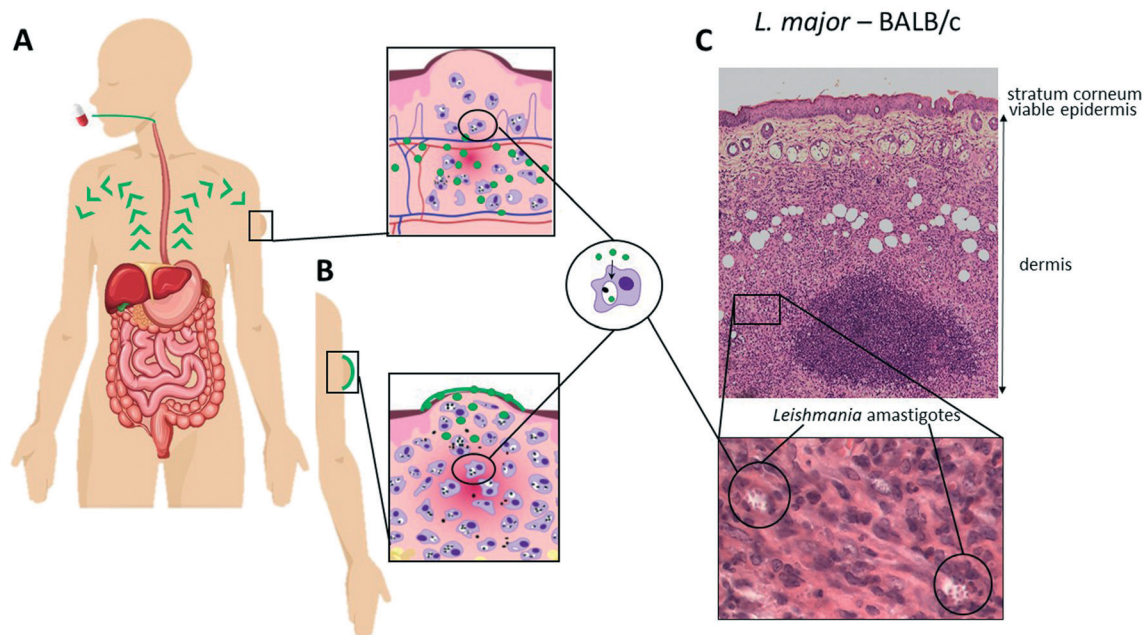 A
B
C
L. major – BALB/c
stratum corneum
viable epidermis
dermis
Leishmania amastigotes